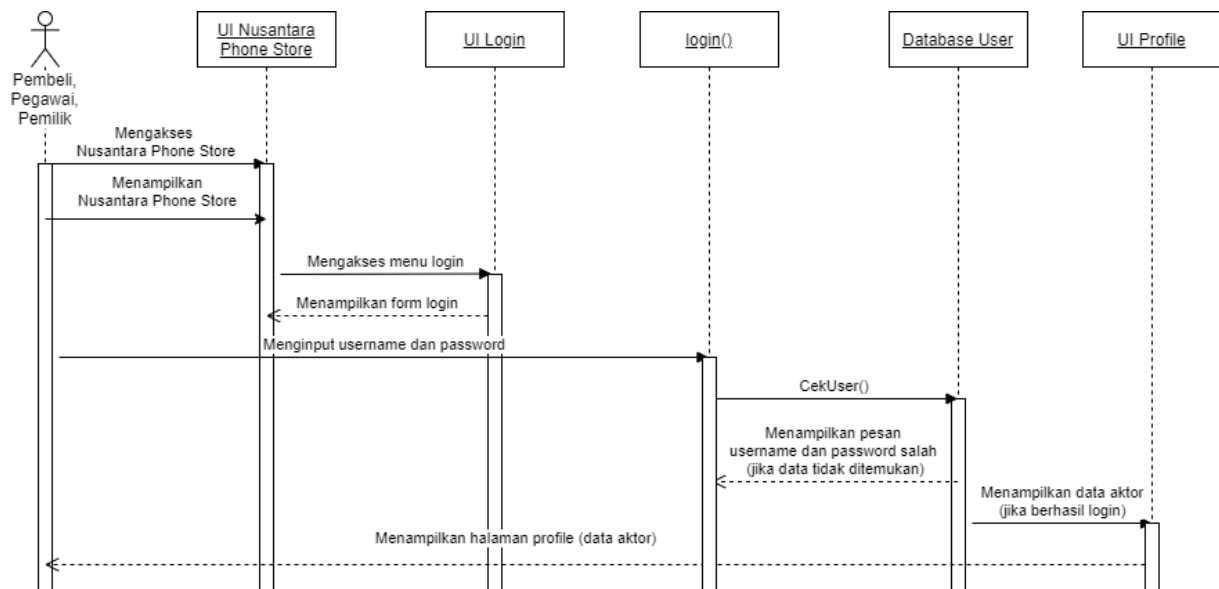 UI Nusantara
Phone Store
UI Login
login()
Database User
UI Profile
Pembeli,
Pegawai,
Pemilik
Mengakses
Nusantara Phone Store
Menampilkan
Nusantara Phone Store
Mengakses menu login
Menampilkan form login
Menginput username dan password
CekUser()
Menampilkan pesan
username dan password salah
(jika data tidak ditemukan)
Menampilkan data aktor
(jika berhasil login)
Menampilkan halaman profile (data aktor)